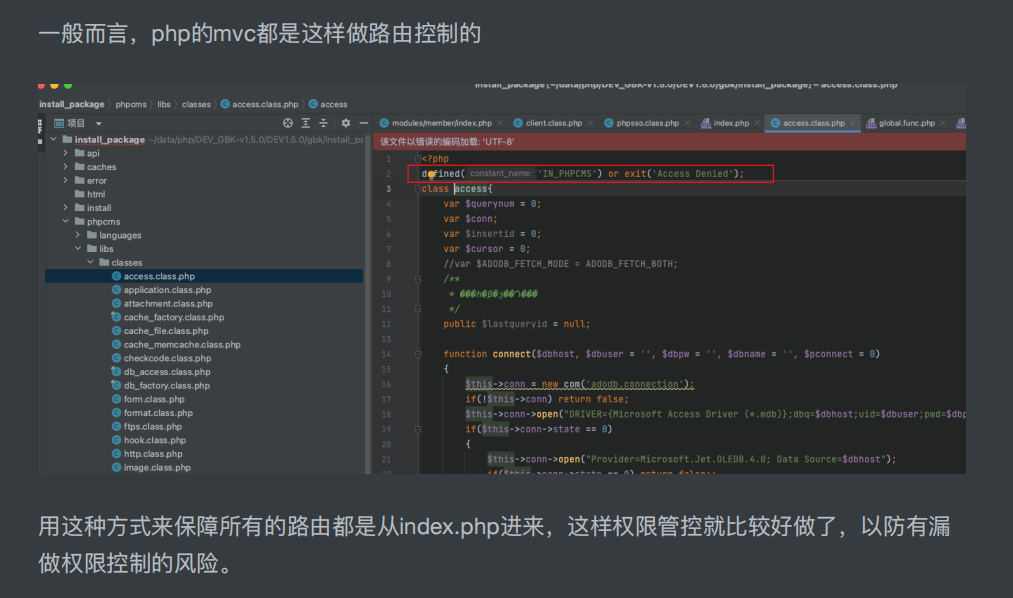 一般而言，php的mvc都是这样做路由控制的
install_package [~/data/php/DEV_GBK-v1.5.0/DEV1.5.0/gbk/install_package] – access.class.php
install_package 〉 phpcms 〉 libs 〉 classes 〉 access.class.php 〉 access
项目
modules/member/index.php × client.class.php × phpsso.class.php × index.php × access.class.php × global.func.php ×
install_package ~/data/php/DEV_GBK-v1.5.0/DEV1.5.0/gbk/install_pa
api
caches
error
html
install
phpcms
languages
libs
classes
access.class.php
application.class.php
attachment.class.php
cache_factory.class.php
cache_file.class.php
cache_memcache.class.php
checkcode.class.php
db_access.class.php
db_factory.class.php
form.class.php
format.class.php
ftps.class.php
hook.class.php
http.class.php
image.class.php
该文件以错误的编码加载: 'UTF-8'
1 <?php
2 defined( constant_name: 'IN_PHPCMS') or exit('Access Denied');
3 class access{
4 var $querynum = 0;
5 var $conn;
6 var $insertid = 0;
7 var $cursor = 0;
8 //var $ADODB_FETCH_MODE = ADODB_FETCH_BOTH;
9 /**
10 *
11 */
12 public $lastqueryid = null;
13
14 function connect($dbhost, $dbuser = '', $dbpw = '', $dbname = '', $pconnect = 0)
15 {
16 $this->conn = new com('adodb.connection');
17 if(!$this->conn) return false;
18 $this->conn->open("DRIVER={Microsoft Access Driver (*.mdb)};dbq=$dbhost;uid=$dbuser;pwd=$dbp
19 if($this->conn->state == 0)
20 {
21 $this->conn->open("Provider=Microsoft.Jet.OLEDB.4.0; Data Source=$dbhost");
22 if($this->conn->state == 0) return false;
用这种方式来保障所有的路由都是从index.php进来，这样权限管控就比较好做了，以防有漏
做权限控制的风险。